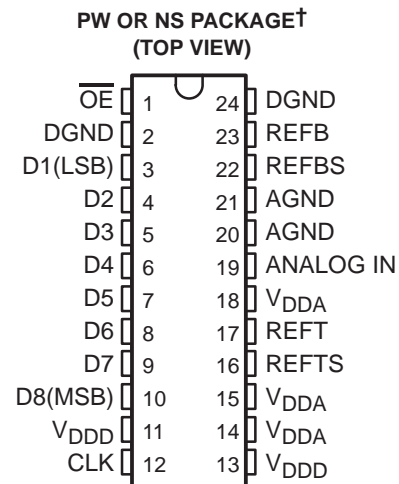 PW OR NS PACKAGE†
(TOP VIEW)
OE 1 24 DGND
DGND 2 23 REFB
D1(LSB) 3 22 REFBS
D2 4 21 AGND
D3 5 20 AGND
D4 6 19 ANALOG IN
D5 7 18 VDDA
D6 8 17 REFT
D7 9 16 REFTS
D8(MSB) 10 15 VDDA
VDDD 11 14 VDDA
CLK 12 13 VDDD